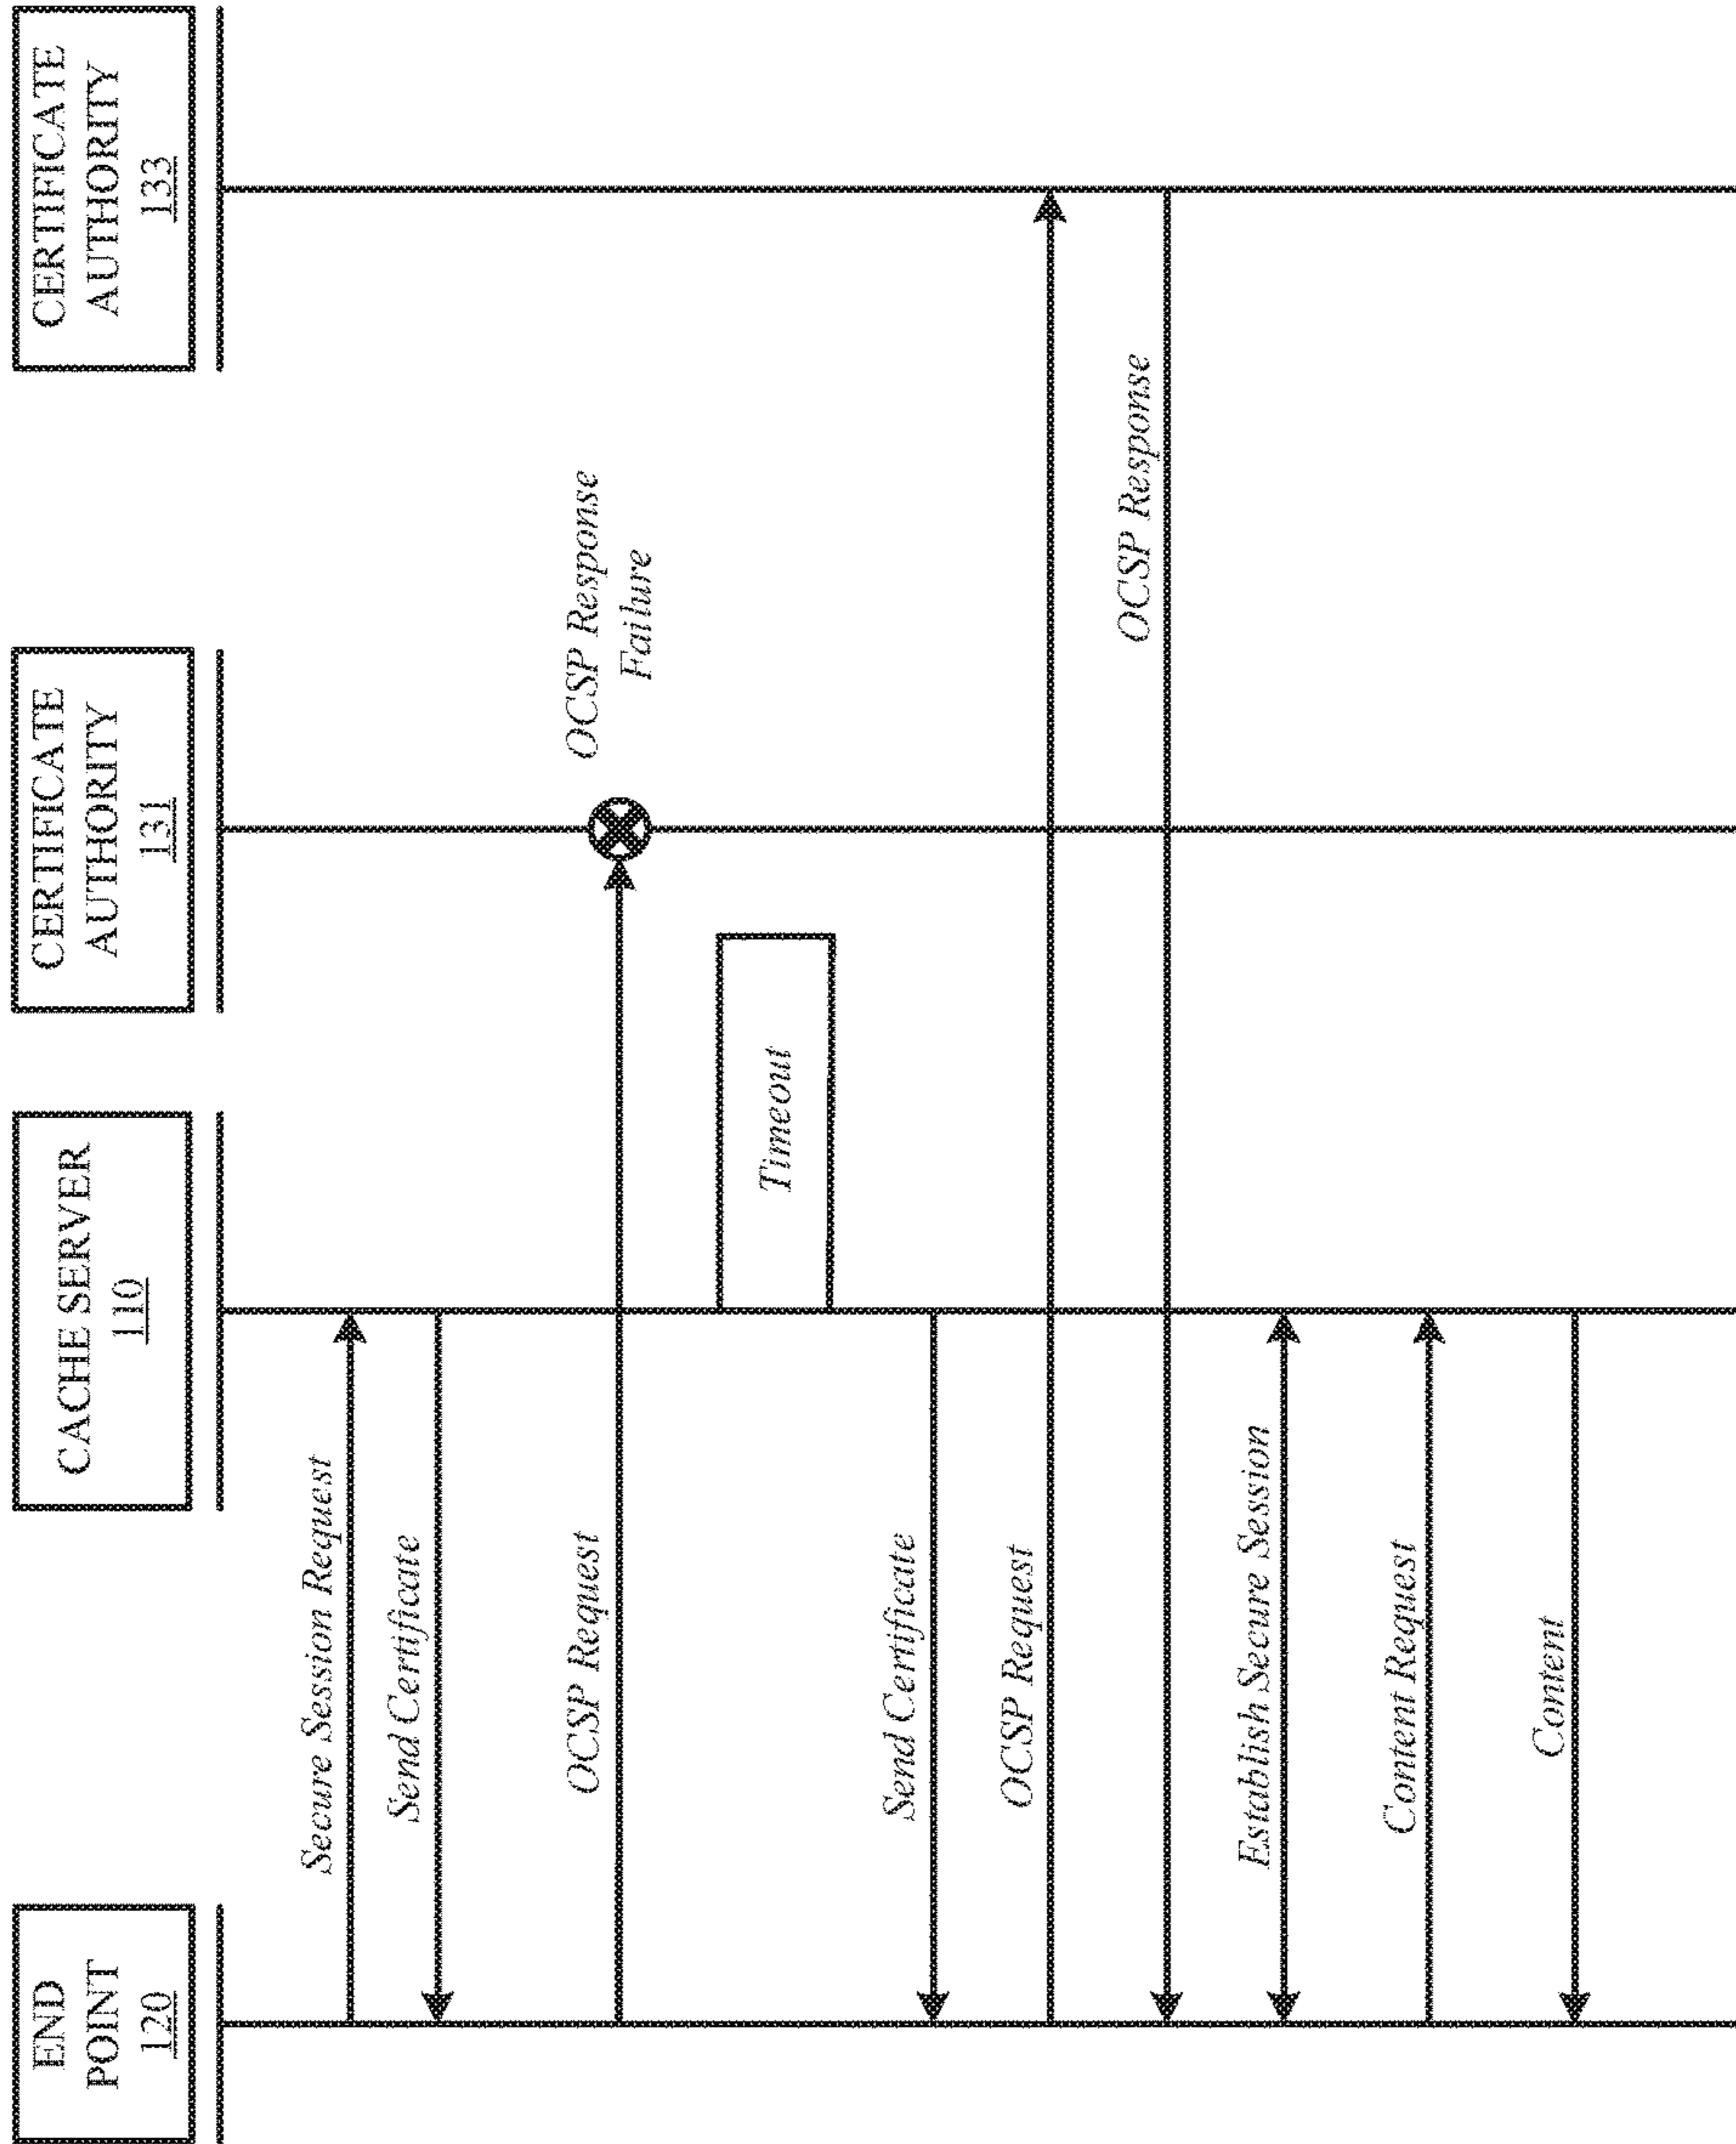 END
POINT
120
CACHE SERVER
110
CERTIFICATE
AUTHORITY
131
CERTIFICATE
AUTHORITY
133
Secure Session Request
Send Certificate
OCSP Request
OCSP Response
Failure
Timeout
Send Certificate
OCSP Request
OCSP Response
Establish Secure Session
Content Request
Content